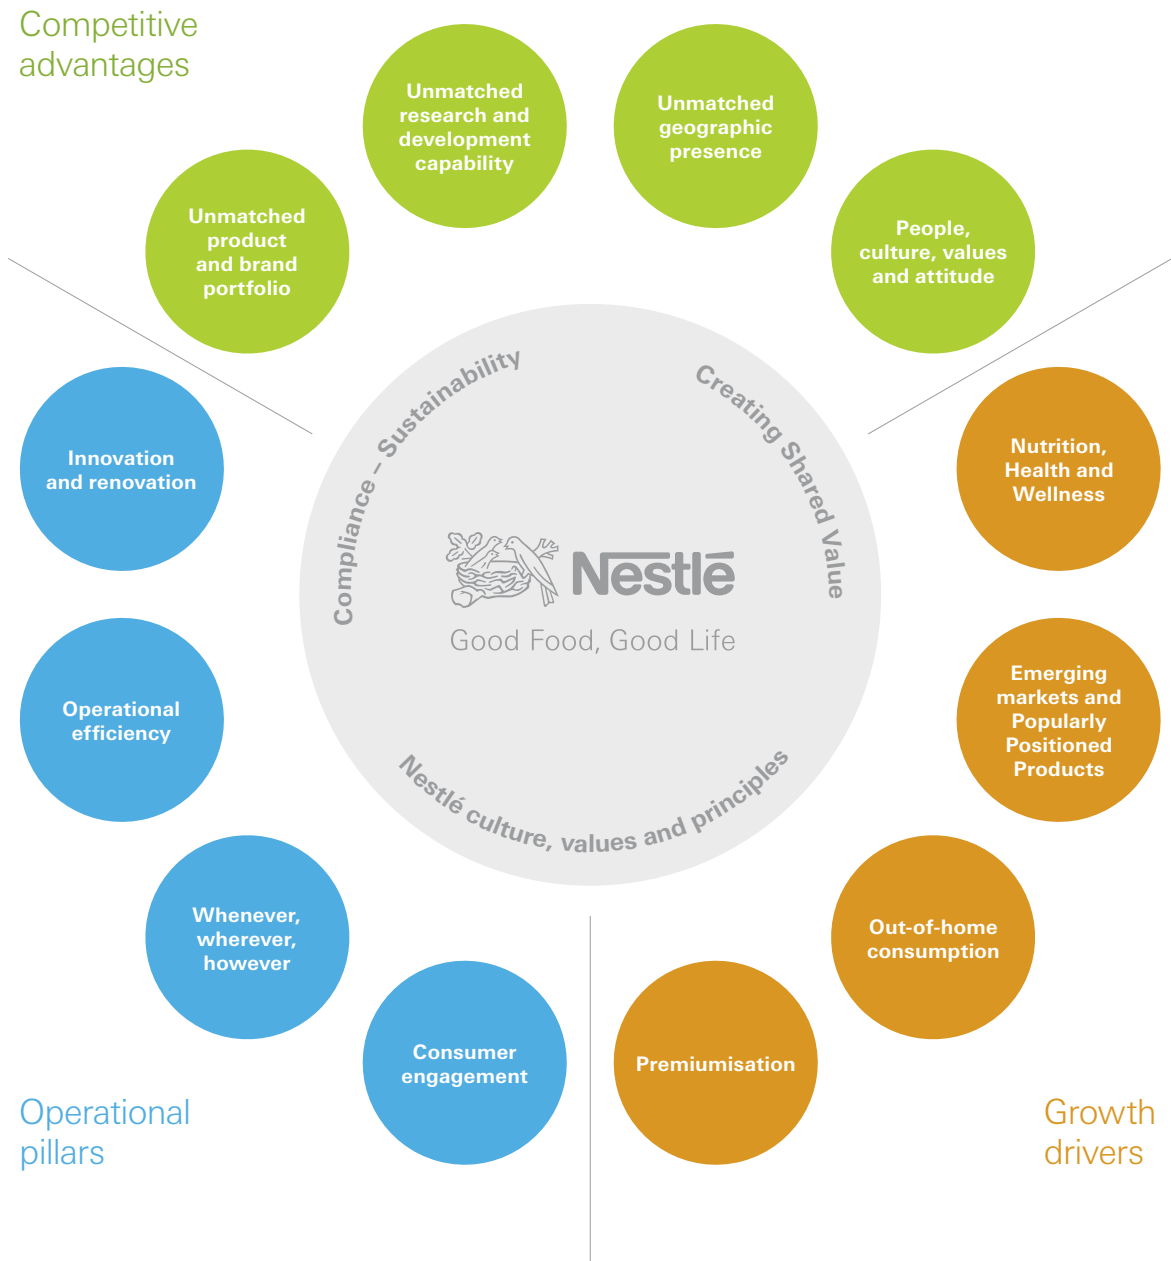 Competitive
advantages
Unmatched
research and
development
capability
Unmatched
geographic
presence
Unmatched
product
and brand
portfolio
People,
culture, values
and attitude
Innovation
and renovation
Nutrition,
Health and
Wellness
Compliance – Sustainability
Creating Shared Value
Nestlé
Good Food, Good Life
Nestlé culture, values and principles
Operational
efficiency
Emerging
markets and
Popularly
Positioned
Products
Whenever,
wherever,
however
Out-of-home
consumption
Consumer
engagement
Premiumisation
Operational
pillars
Growth
drivers